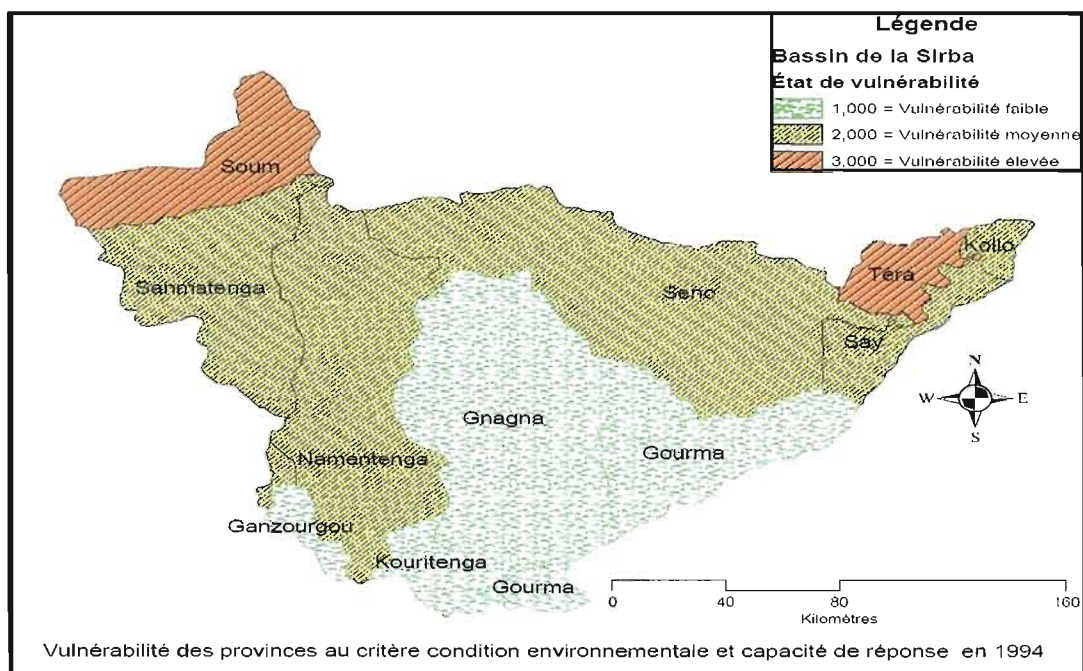 Légende
Bassin de la Sirba
État de vulnérabilité
1,000 = Vulnérabilité faible
2,000 = Vulnérabilité moyenne
3,000 = Vulnérabilité élevée
Soum
Kollo
Téra
Sanmatenga
Seno
Say
N
W E
S
Gnagna
Gourma
Namentenga
Ganzourgou
Kouritenga
Gourma
0 40 80 160
Kilomètres
Vulnérabilité des provinces au critère condition environnementale et capacité de réponse en 1994